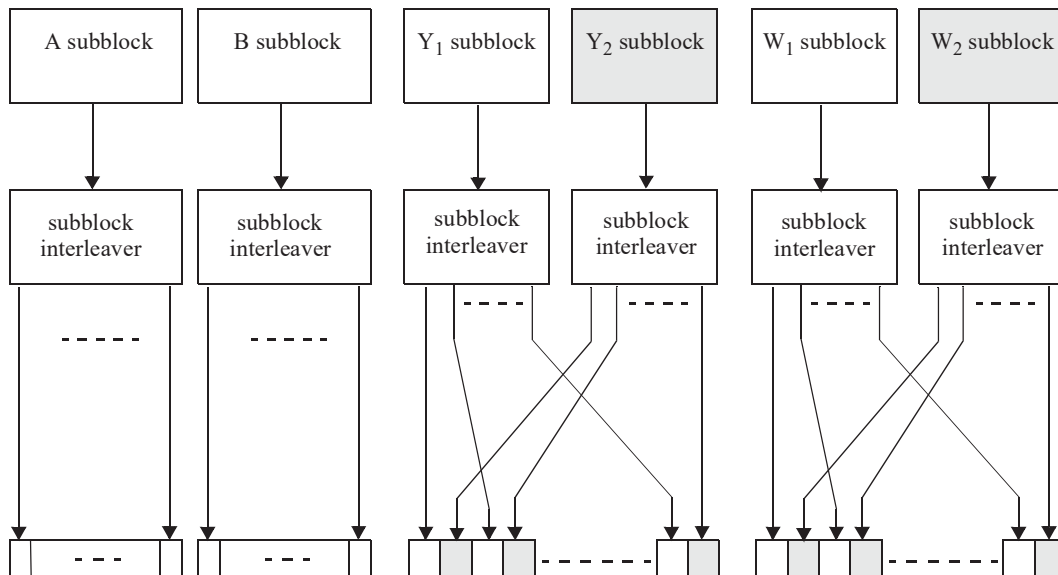 A subblock
B subblock
Y1 subblock
Y2 subblock
W1 subblock
W2 subblock
subblock
interleaver
subblock
interleaver
subblock
interleaver
subblock
interleaver
subblock
interleaver
subblock
interleaver